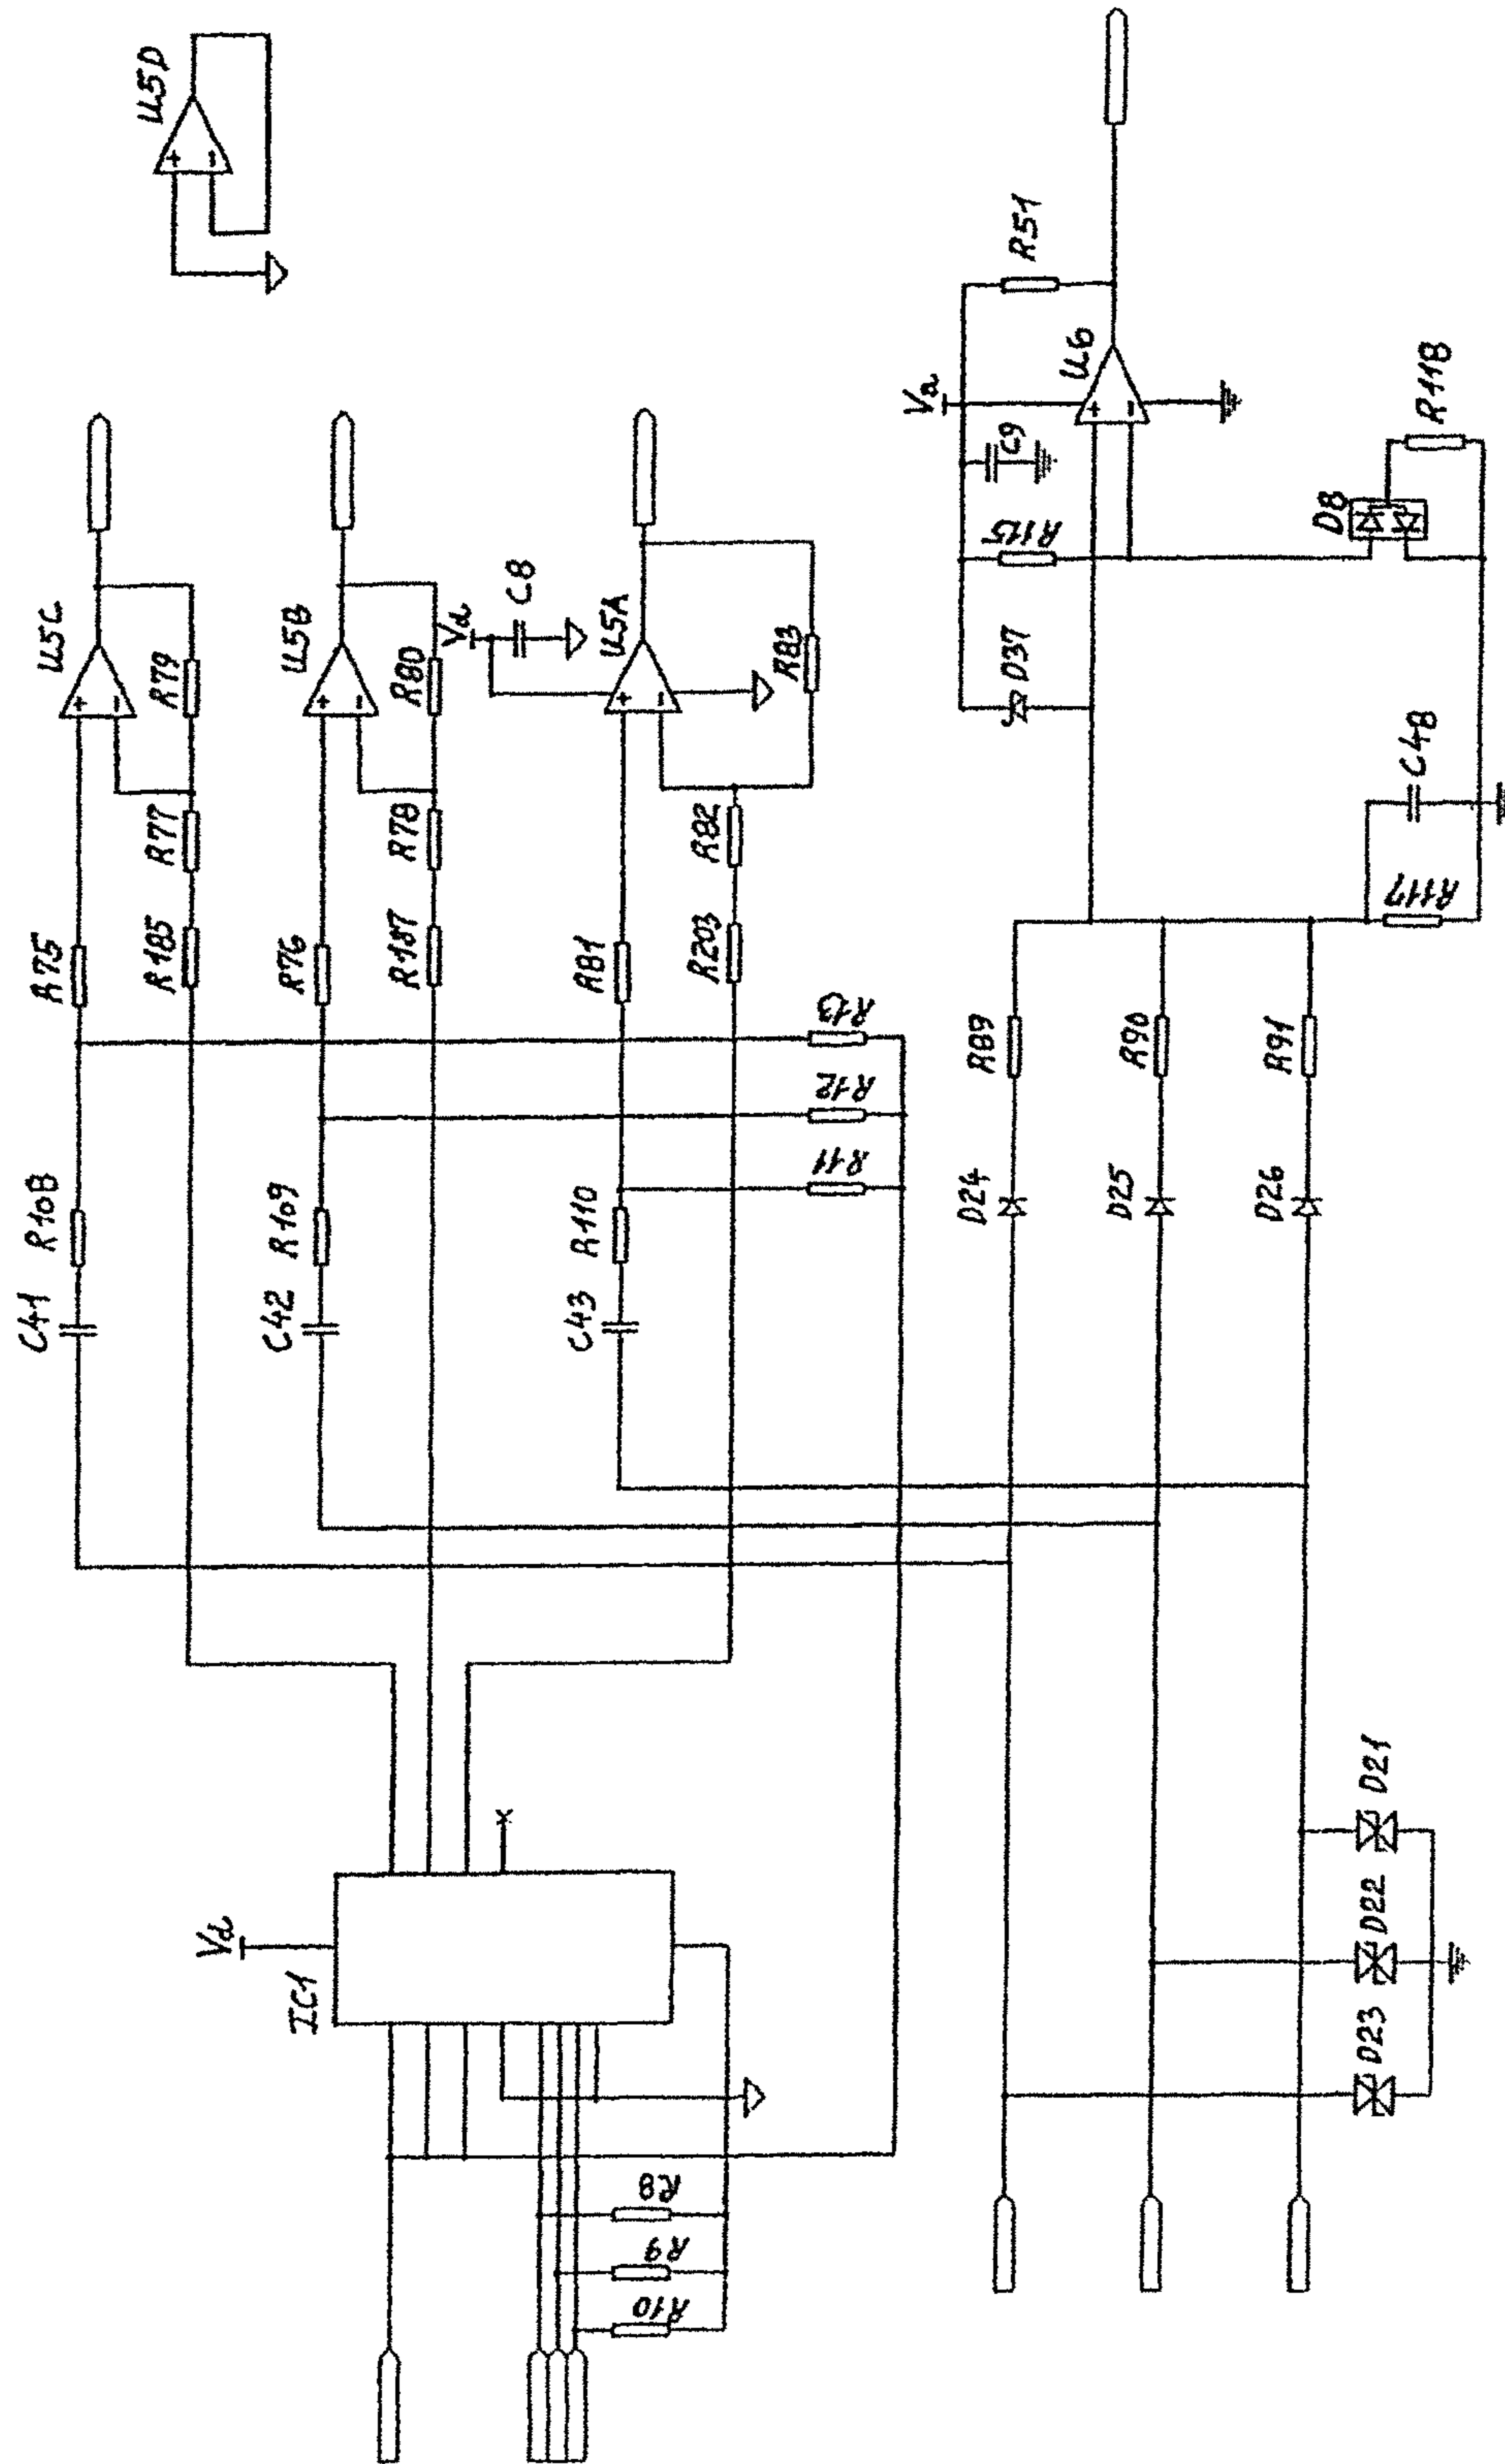 U5D
U5C
C41
R108
R75
R185
R77
R79
U5B
C42
R109
R76
R187
R78
R80
Vd
C8
U5A
C43
R110
R81
R203
R82
R83
R13
R12
R11
Vd
IC1
R8
R9
R10
Va
C9
R51
U6
R115
D37
D8
R118
C48
R117
D24
R89
D25
R90
D26
R91
D23
D22
D21